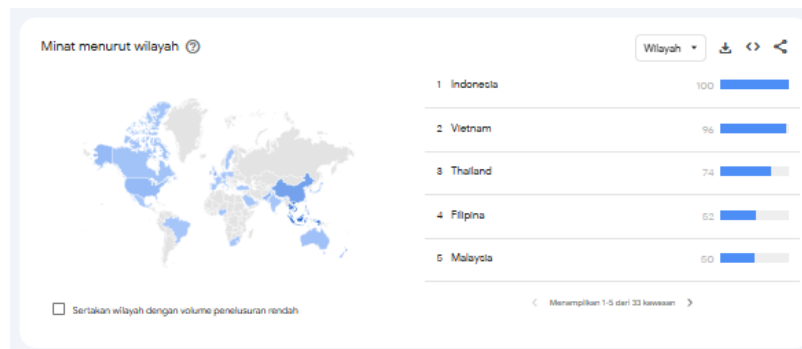 Minat menurut wilayah
Wilayah
1 Indonesia 100
2 Vietnam 96
3 Thailand 74
4 Filipina 52
5 Malaysia 50
Sertakan wilayah dengan volume penelusuran rendah
Menampilkan 1-5 dari 33 kawasan